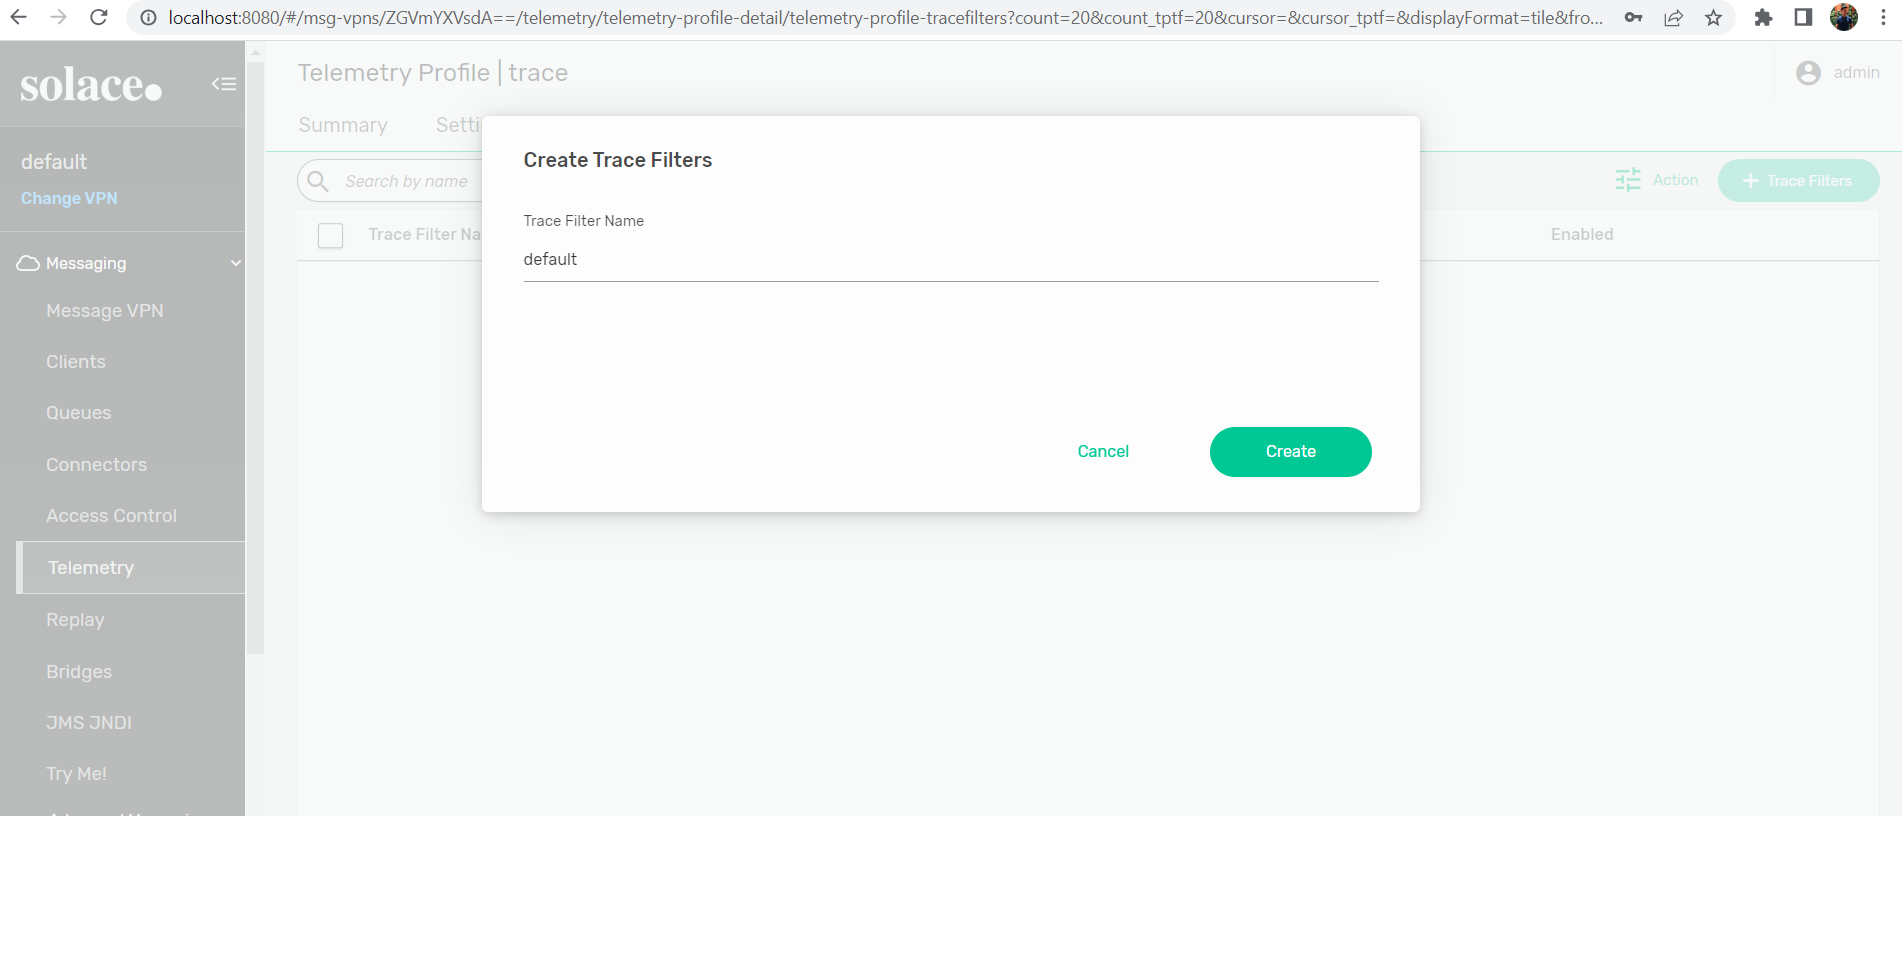 localhost:8080/#/msg-vpns/ZGVmYXVsdA==/telemetry/telemetry-profile-detail/telemetry-profile-tracefilters?count=20&count_tptf=20&cursor=&cursor_tptf=&displayFormat=tile&fro...
solace.
Telemetry Profile | trace
admin
Summary
Setti
default
Change VPN
Search by name
Action
+ Trace Filters
Trace Filter Na
Enabled
Create Trace Filters
Trace Filter Name
default
Cancel
Create
Messaging
Message VPN
Clients
Queues
Connectors
Access Control
Telemetry
Replay
Bridges
JMS JNDI
Try Me!